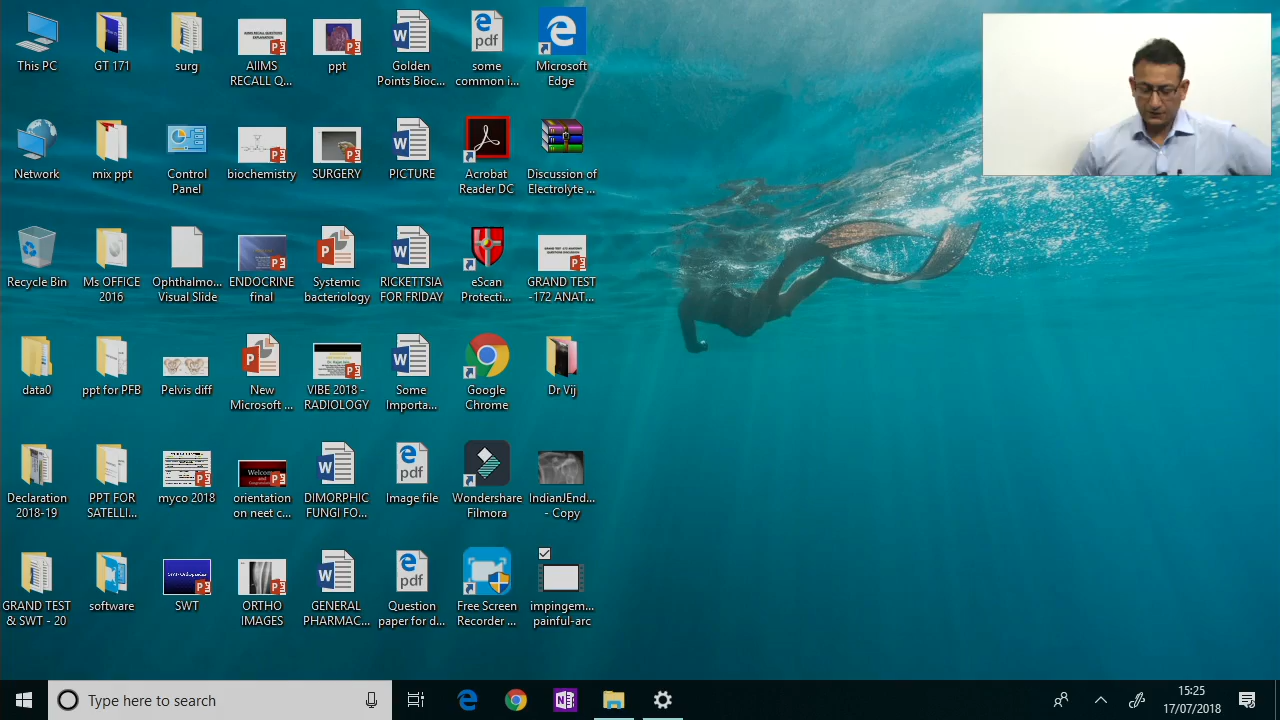 This PC
GT 171
surg
AIIMS
RECALL Q...
ppt
Golden
Points Bioc...
some
common i...
Microsoft
Edge
Network
mix ppt
Control
Panel
biochemistry
SURGERY
PICTURE
Acrobat
Reader DC
Discussion of
Electrolyte ...
Recycle Bin
Ms OFFICE
2016
Ophthalmo...
Visual Slide
ENDOCRINE
final
Systemic
bacteriology
RICKETTSIA
FOR FRIDAY
eScan
Protecti...
GRAND TEST
-172 ANAT...
data0
ppt for PFB
Pelvis diff
New
Microsoft ...
VIBE 2018 -
RADIOLOGY
Some
Importa...
Google
Chrome
Dr Vij
Declaration
2018-19
PPT FOR
SATELLI...
myco 2018
orientation
on neet c...
DIMORPHIC
FUNGI FO...
Image file
Wondershare
Filmora
IndianJEnd...
- Copy
GRAND TEST
& SWT - 20
software
SWT
ORTHO
IMAGES
GENERAL
PHARMAC...
Question
paper for d...
Free Screen
Recorder ...
impingem...
painful-arc
Type here to search
15:25
17/07/2018